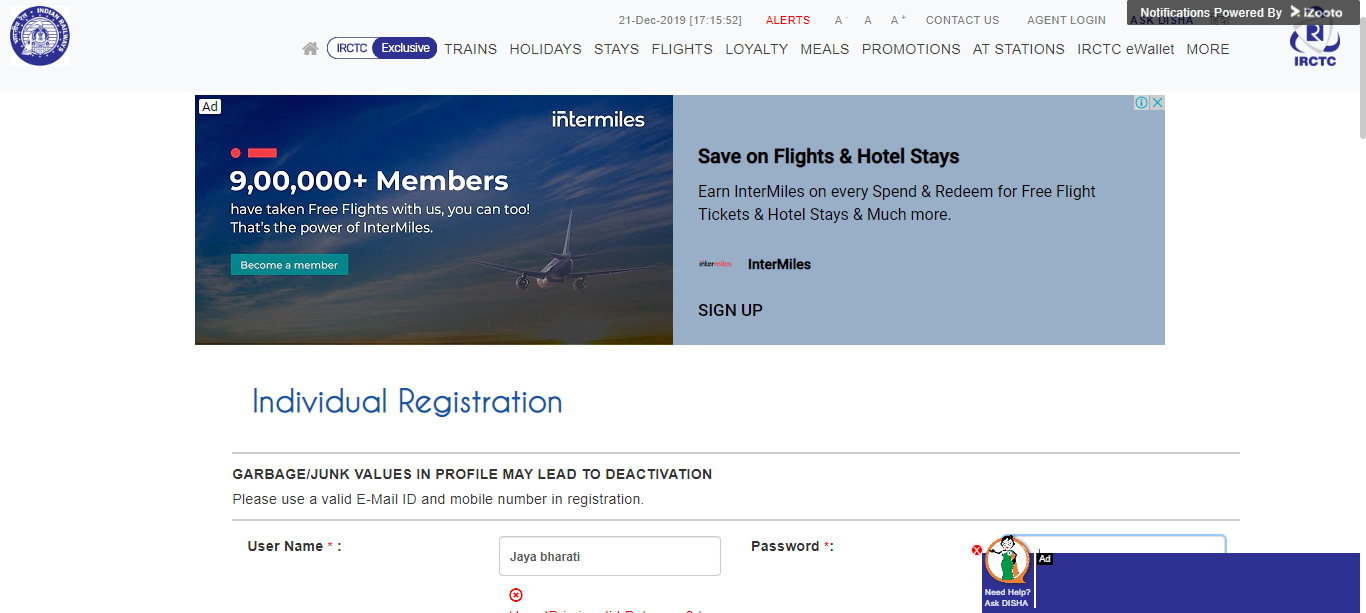 21-Dec-2019 [17:15:52] ALERTS A- A A+ CONTACT US AGENT LOGIN ASK DISHA
Notifications Powered By iZooto
IRCTC Exclusive TRAINS HOLIDAYS STAYS FLIGHTS LOYALTY MEALS PROMOTIONS AT STATIONS IRCTC eWallet MORE
IRCTC
Ad
intermiles
9,00,000+ Members
have taken Free Flights with us, you can too!
That's the power of InterMiles.
Become a member
Save on Flights & Hotel Stays
Earn InterMiles on every Spend & Redeem for Free Flight
Tickets & Hotel Stays & Much more.
intermiles InterMiles
SIGN UP
Individual Registration
GARBAGE/JUNK VALUES IN PROFILE MAY LEAD TO DEACTIVATION
Please use a valid E-Mail ID and mobile number in registration.
User Name * : Jaya bharati Password *:
Ad
Need Help?
Ask DISHA